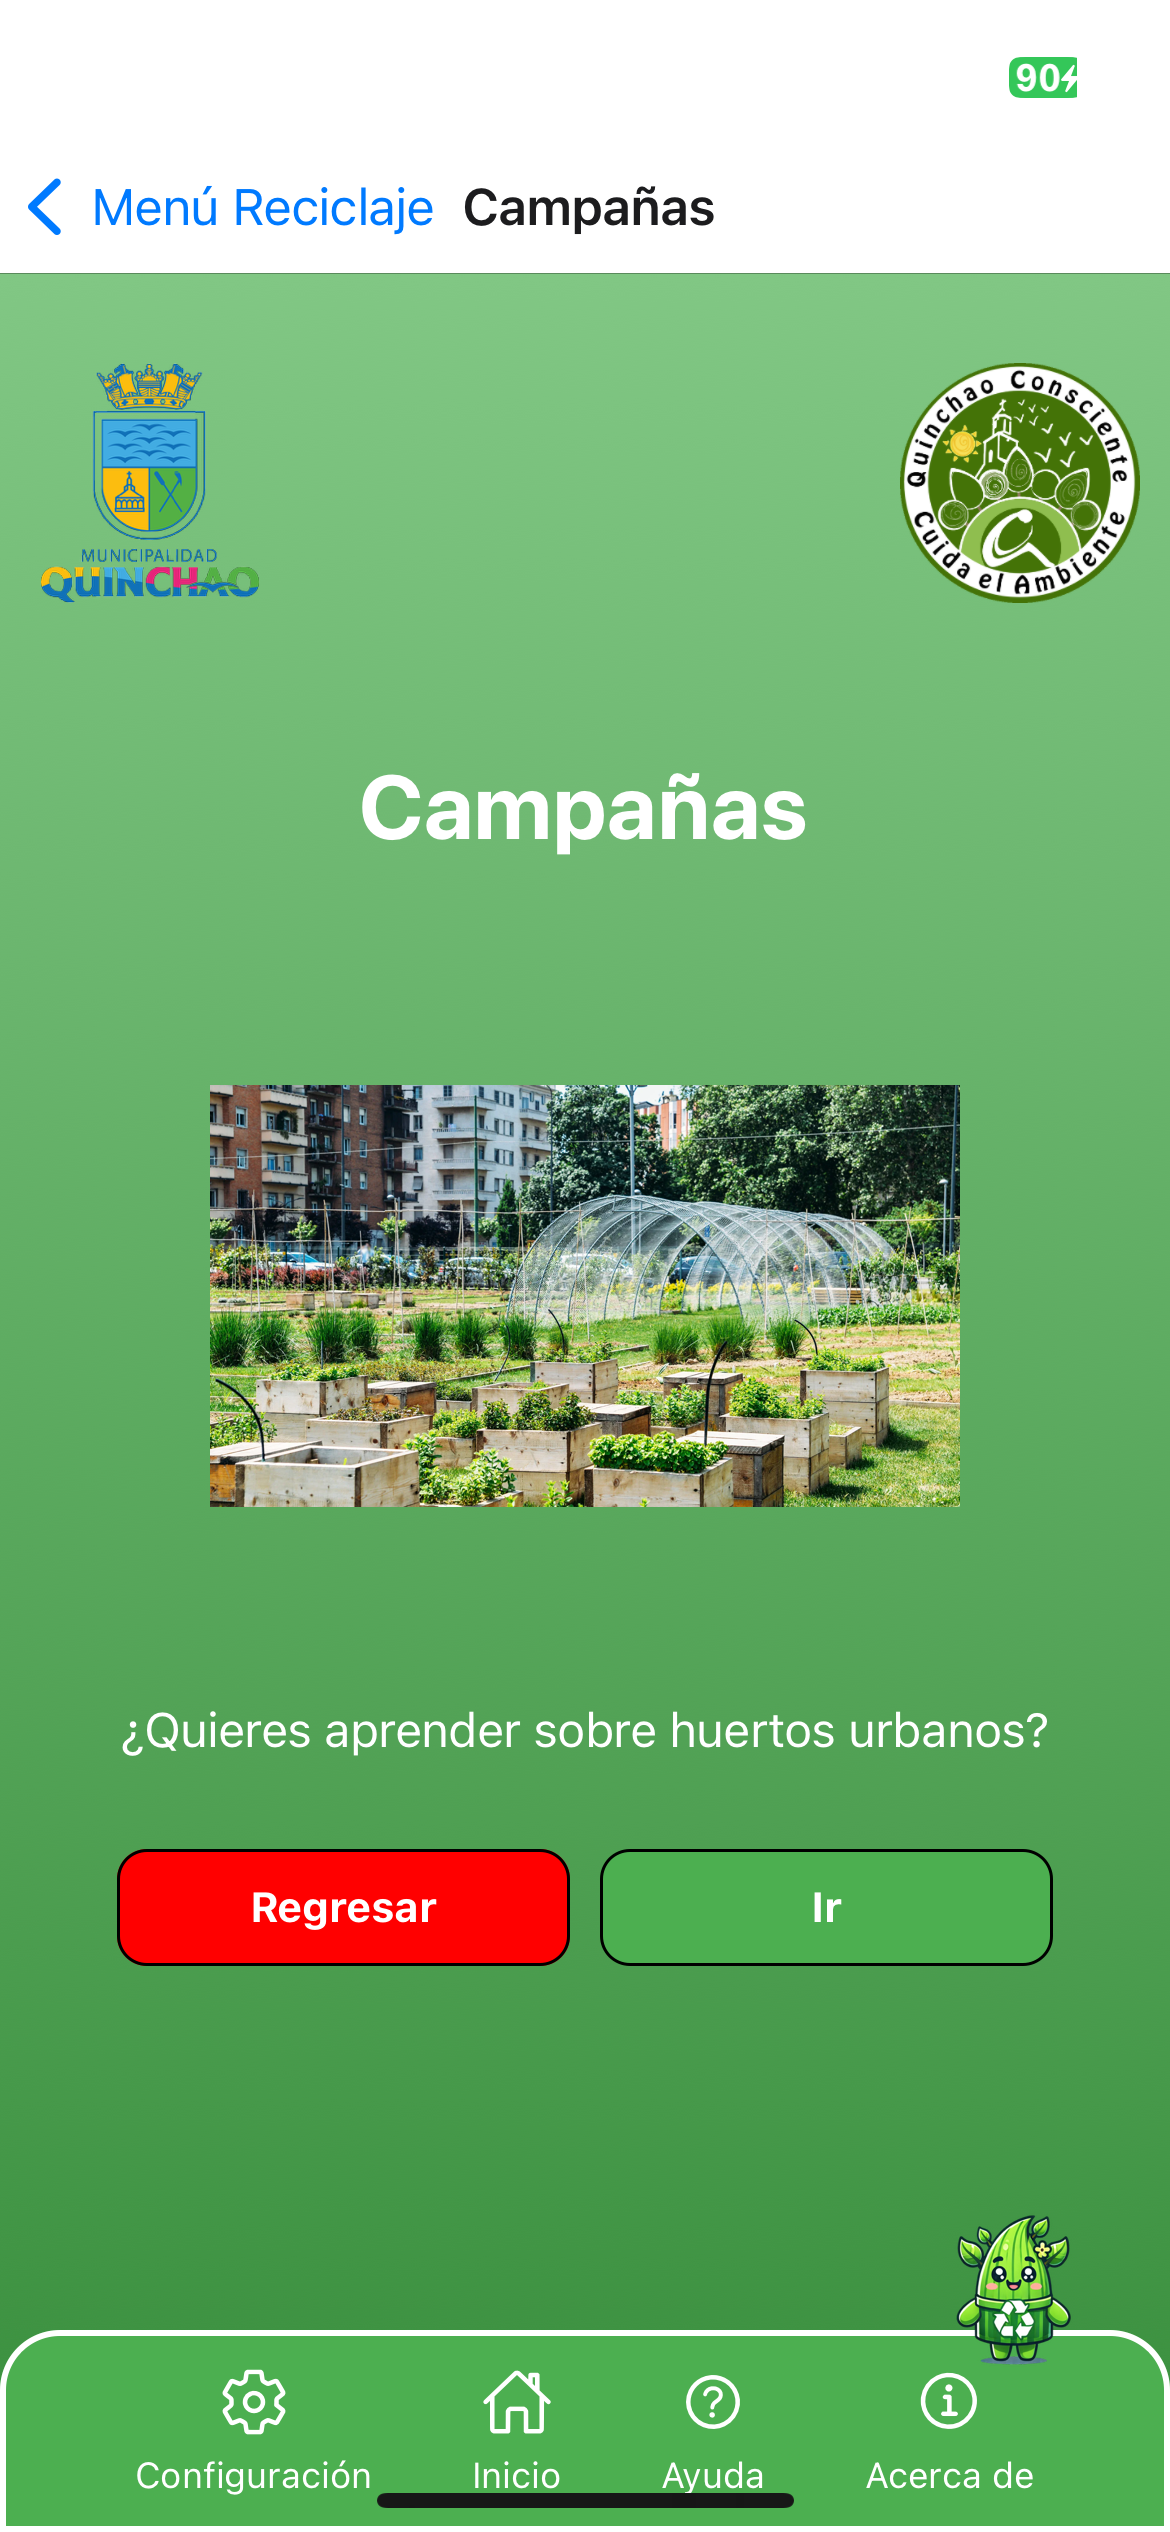 90
Menú Reciclaje Campañas
MUNICIPALIDAD
QUINCHAO
Quinchao Consciente
Cuida el Ambiente
Campañas
¿Quieres aprender sobre huertos urbanos?
Regresar Ir
Configuración Inicio Ayuda Acerca de